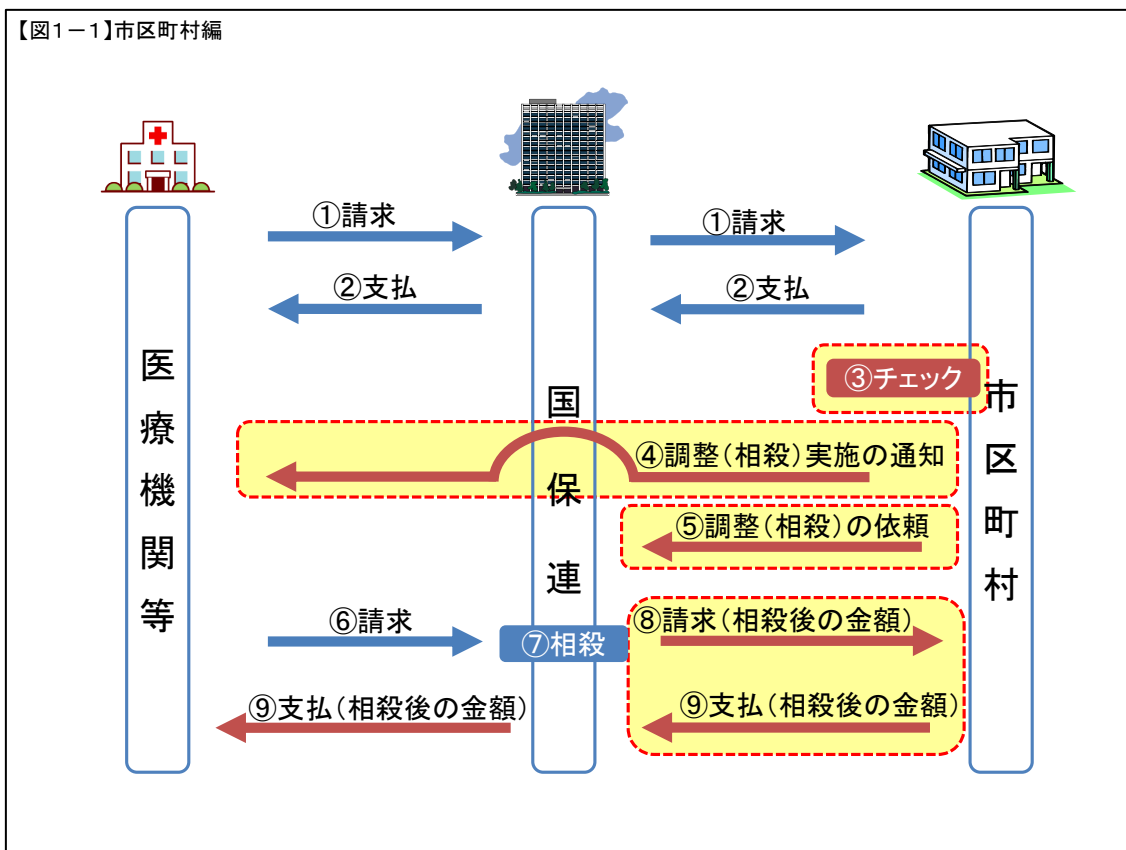 【図1－1】市区町村編
①請求
①請求
②支払
②支払
③チェック
④調整(相殺)実施の通知
⑤調整(相殺)の依頼
⑥請求
⑦相殺
⑧請求(相殺後の金額)
⑨支払(相殺後の金額)
⑨支払(相殺後の金額)
医療機関等
国保連
市区町村